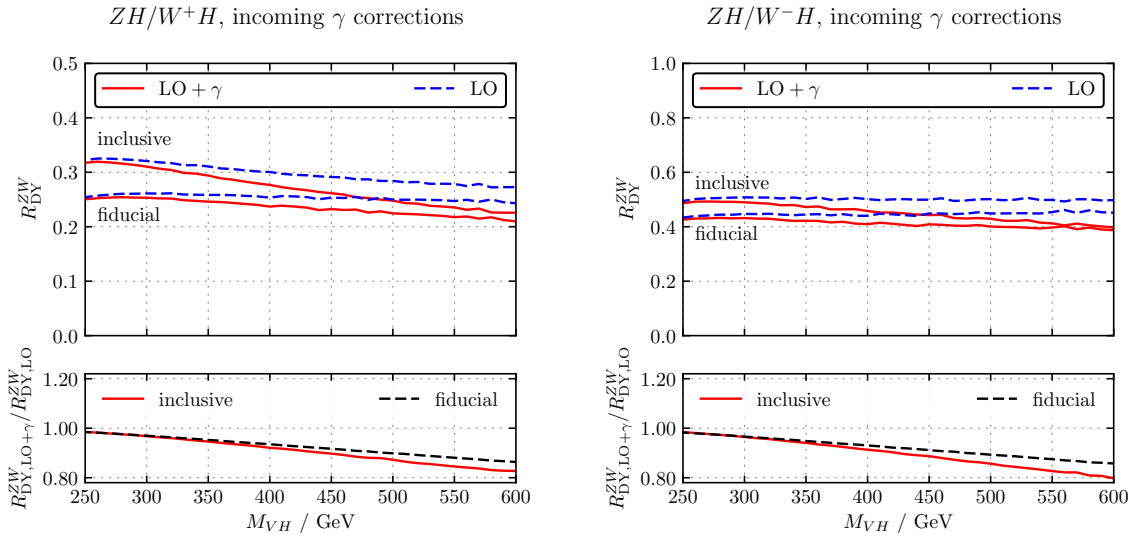 ZH/W⁺H, incoming γ corrections
0.5
0.4
0.3
0.2
0.1
0.0
R^{ZW}_{DY}
LO + γ
LO
inclusive
fiducial
1.20
1.00
0.80
R^{ZW}_{DY,LO+γ}/R^{ZW}_{DY,LO}
inclusive
fiducial
250 300 350 400 450 500 550 600
M_{VH} / GeV
ZH/W⁻H, incoming γ corrections
1.0
0.8
0.6
0.4
0.2
0.0
R^{ZW}_{DY}
LO + γ
LO
inclusive
fiducial
1.20
1.00
0.80
R^{ZW}_{DY,LO+γ}/R^{ZW}_{DY,LO}
inclusive
fiducial
250 300 350 400 450 500 550 600
M_{VH} / GeV